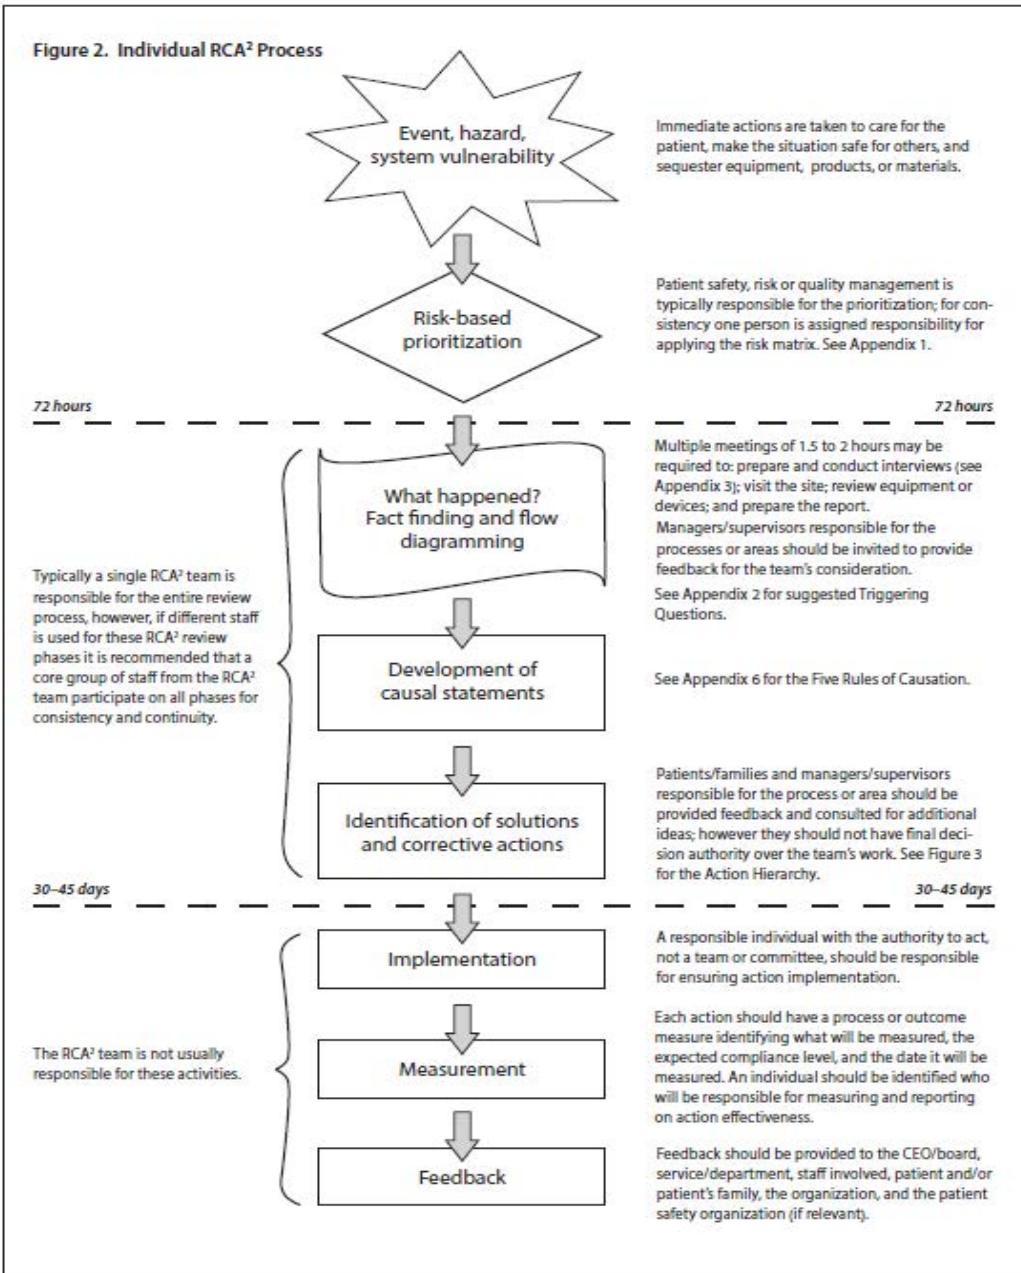 Figure 2. Individual RCA² Process
Event, hazard,
system vulnerability
Immediate actions are taken to care for the
patient, make the situation safe for others, and
sequester equipment, products, or materials.
Risk-based
prioritization
Patient safety, risk or quality management is
typically responsible for the prioritization; for con-
sistency one person is assigned responsibility for
applying the risk matrix. See Appendix 1.
72 hours
72 hours
What happened?
Fact finding and flow
diagramming
Multiple meetings of 1.5 to 2 hours may be
required to: prepare and conduct interviews (see
Appendix 3); visit the site; review equipment or
devices; and prepare the report.
Managers/supervisors responsible for the
processes or areas should be invited to provide
feedback for the team's consideration.
See Appendix 2 for suggested Triggering
Questions.
Typically a single RCA² team is
responsible for the entire review
process, however, if different staff
is used for these RCA² review
phases it is recommended that a
core group of staff from the RCA²
team participate on all phases for
consistency and continuity.
Development of
causal statements
See Appendix 6 for the Five Rules of Causation.
Identification of solutions
and corrective actions
Patients/families and managers/supervisors
responsible for the process or area should be
provided feedback and consulted for additional
ideas; however they should not have final deci-
sion authority over the team's work. See Figure 3
for the Action Hierarchy.
30–45 days
30–45 days
Implementation
A responsible individual with the authority to act,
not a team or committee, should be responsible
for ensuring action implementation.
The RCA² team is not usually
responsible for these activities.
Measurement
Each action should have a process or outcome
measure identifying what will be measured, the
expected compliance level, and the date it will be
measured. An individual should be identified who
will be responsible for measuring and reporting
on action effectiveness.
Feedback
Feedback should be provided to the CEO/board,
service/department, staff involved, patient and/or
patient's family, the organization, and the patient
safety organization (if relevant).